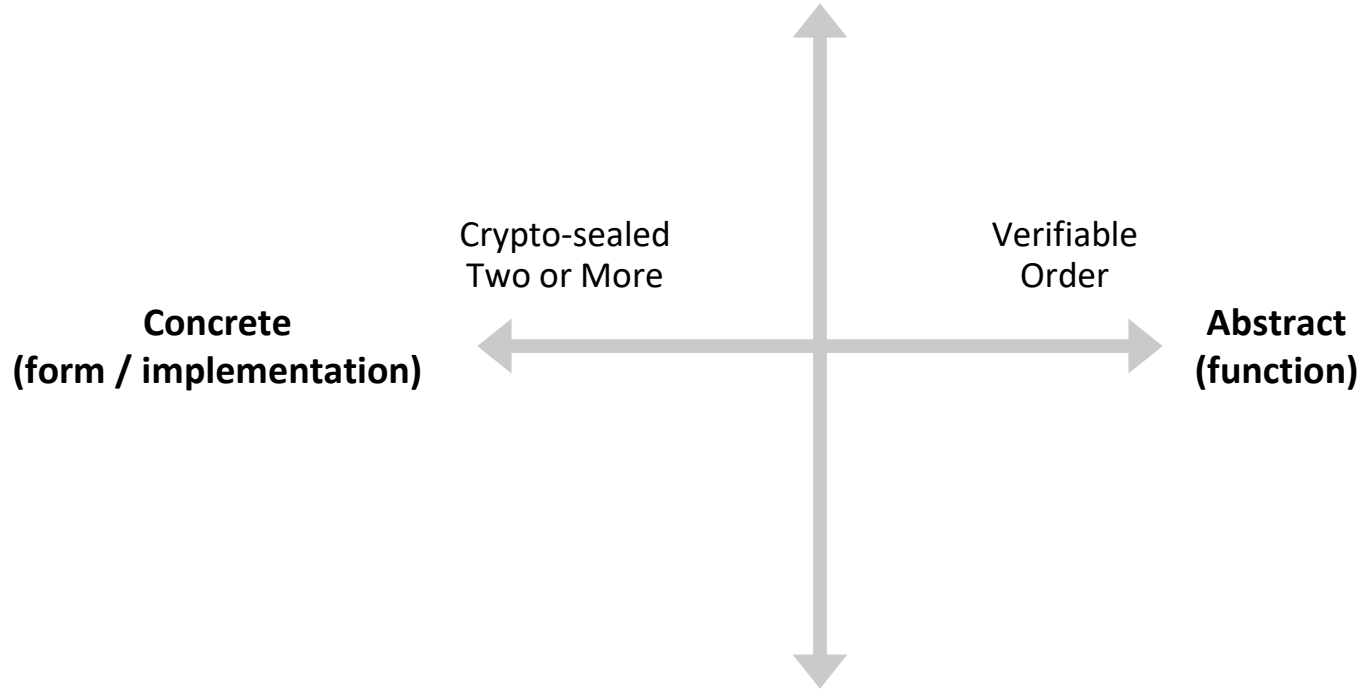 Crypto-sealed
Two or More
Verifiable
Order
Concrete
(form / implementation)
Abstract
(function)